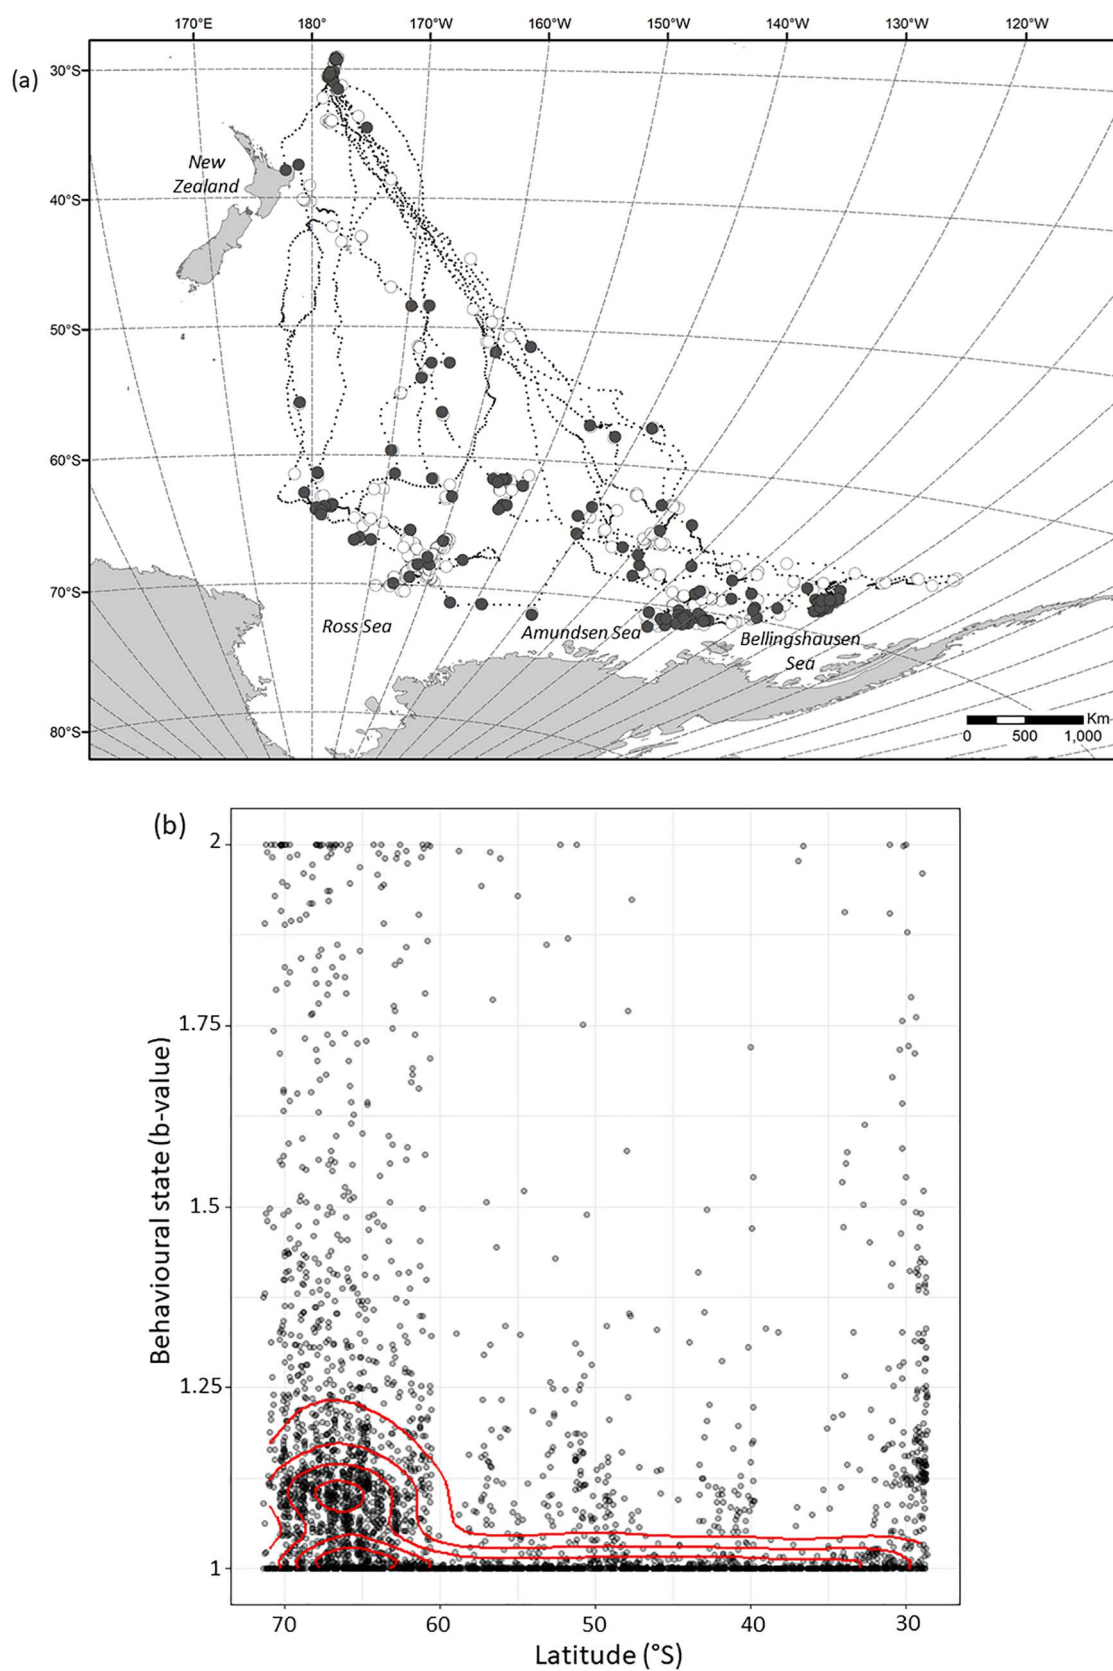 170°E 180° 170°W 160°W 150°W 140°W 130°W 120°W
(a)
30°S
New
Zealand
40°S
50°S
60°S
70°S
Ross Sea
Amundsen Sea
Bellingshausen
Sea
80°S
Km
0 500 1,000
(b)
2
1.75
1.5
1.25
1
Behavioural state (b-value)
70 60 50 40 30
Latitude (°S)